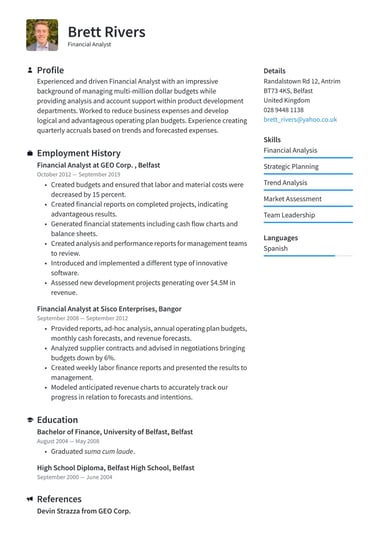 Brett Rivers
Financial Analyst
Profile
Experienced and driven Financial Analyst with an impressive
background of managing multi-million dollar budgets while
providing analysis and account support within product development
departments. Worked to reduce business expenses and develop
logical and advantageous operating plan budgets. Experience creating
quarterly accruals based on trends and forecasted expenses.
Employment History
Financial Analyst at GEO Corp. , Belfast
October 2012 — September 2019
• Created budgets and ensured that labor and material costs were
decreased by 15 percent.
• Created financial reports on completed projects, indicating
advantageous results.
• Generated financial statements including cash flow charts and
balance sheets.
• Created analysis and performance reports for management teams
to review.
• Introduced and implemented a different type of innovative
software.
• Assessed new development projects generating over $4.5M in
revenue.
Financial Analyst at Sisco Enterprises, Bangor
September 2008 — September 2012
• Provided reports, ad-hoc analysis, annual operating plan budgets,
monthly cash forecasts, and revenue forecasts.
• Analyzed supplier contracts and advised in negotiations bringing
budgets down by 6%.
• Created weekly labor finance reports and presented the results to
management.
• Modeled anticipated revenue charts to accurately track our
progress in relation to forecasts and intentions.
Education
Bachelor of Finance, University of Belfast, Belfast
August 2004 — May 2008
• Graduated suma cum laude.
High School Diploma, Belfast High School, Belfast
September 2000 — June 2004
References
Devin Strazza from GEO Corp.
Details
Randalstown Rd 12, Antrim
BT73 4KS, Belfast
United Kingdom
028 9448 1138
brett_rivers@yahoo.co.uk
Skills
Financial Analysis
Strategic Planning
Trend Analysis
Market Assessment
Team Leadership
Languages
Spanish